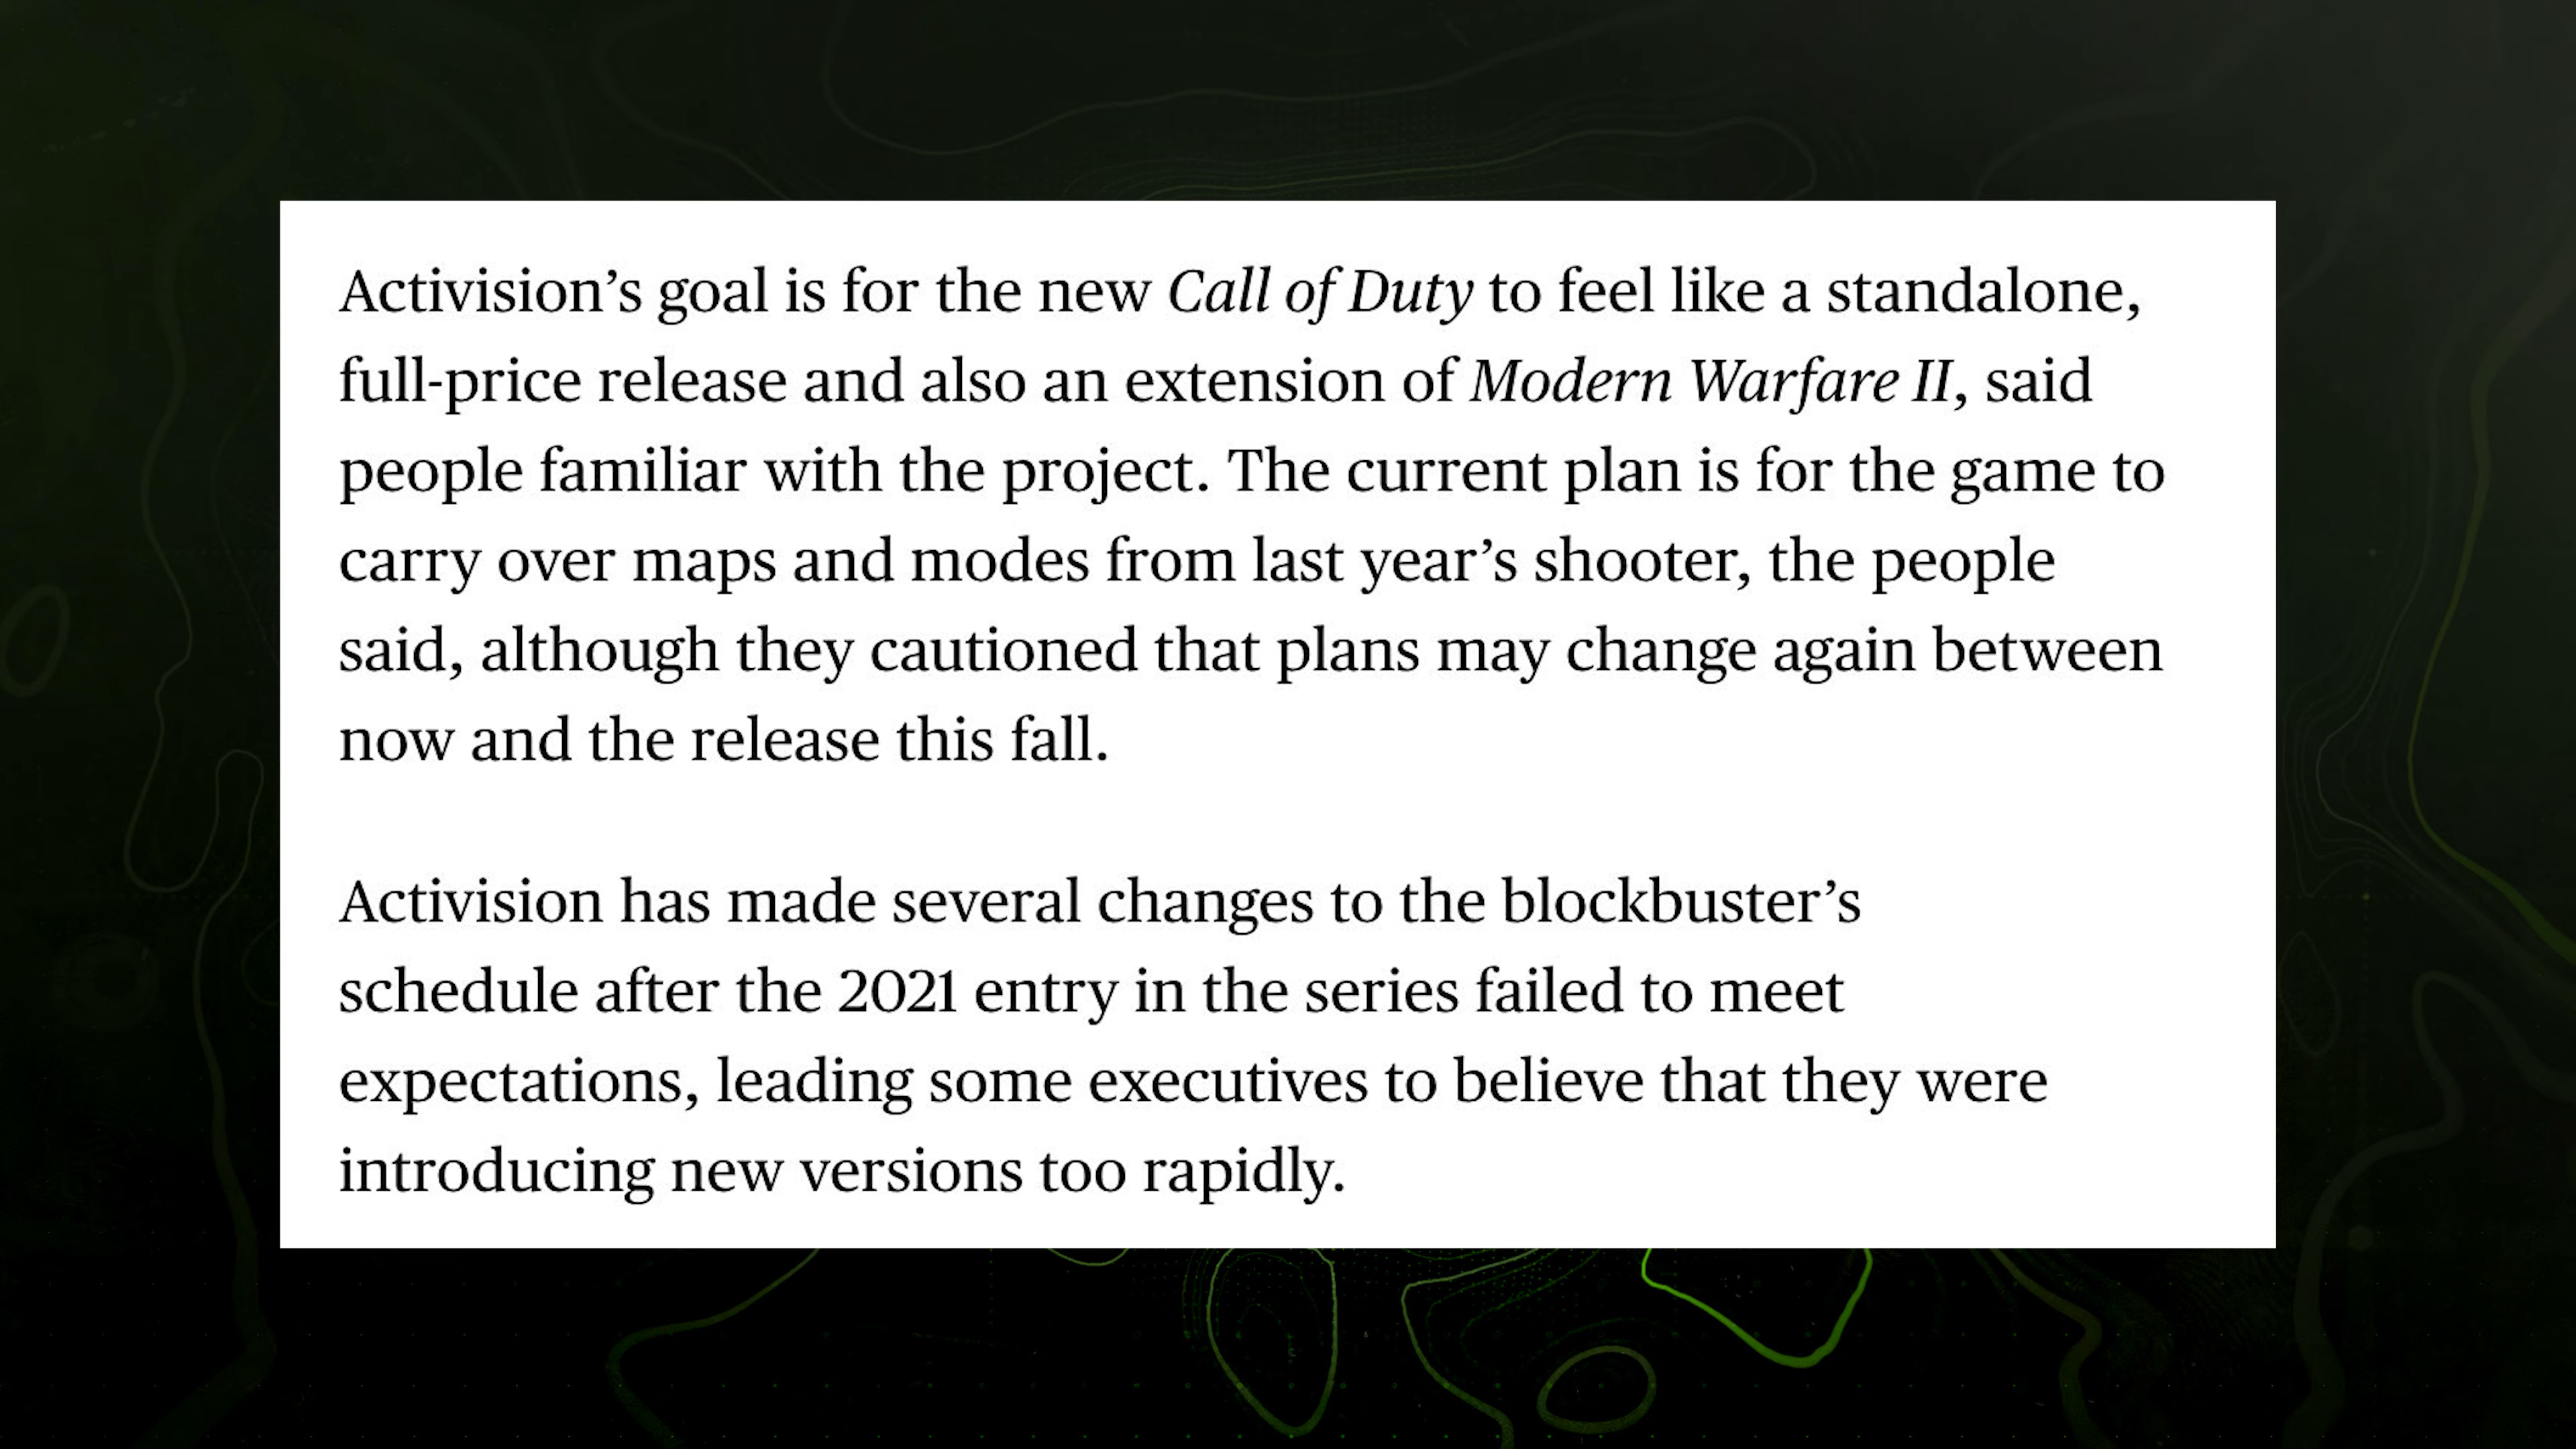 Activision’s goal is for the new Call of Duty to feel like a standalone,
full-price release and also an extension of Modern Warfare II, said
people familiar with the project. The current plan is for the game to
carry over maps and modes from last year’s shooter, the people
said, although they cautioned that plans may change again between
now and the release this fall.
Activision has made several changes to the blockbuster’s
schedule after the 2021 entry in the series failed to meet
expectations, leading some executives to believe that they were
introducing new versions too rapidly.